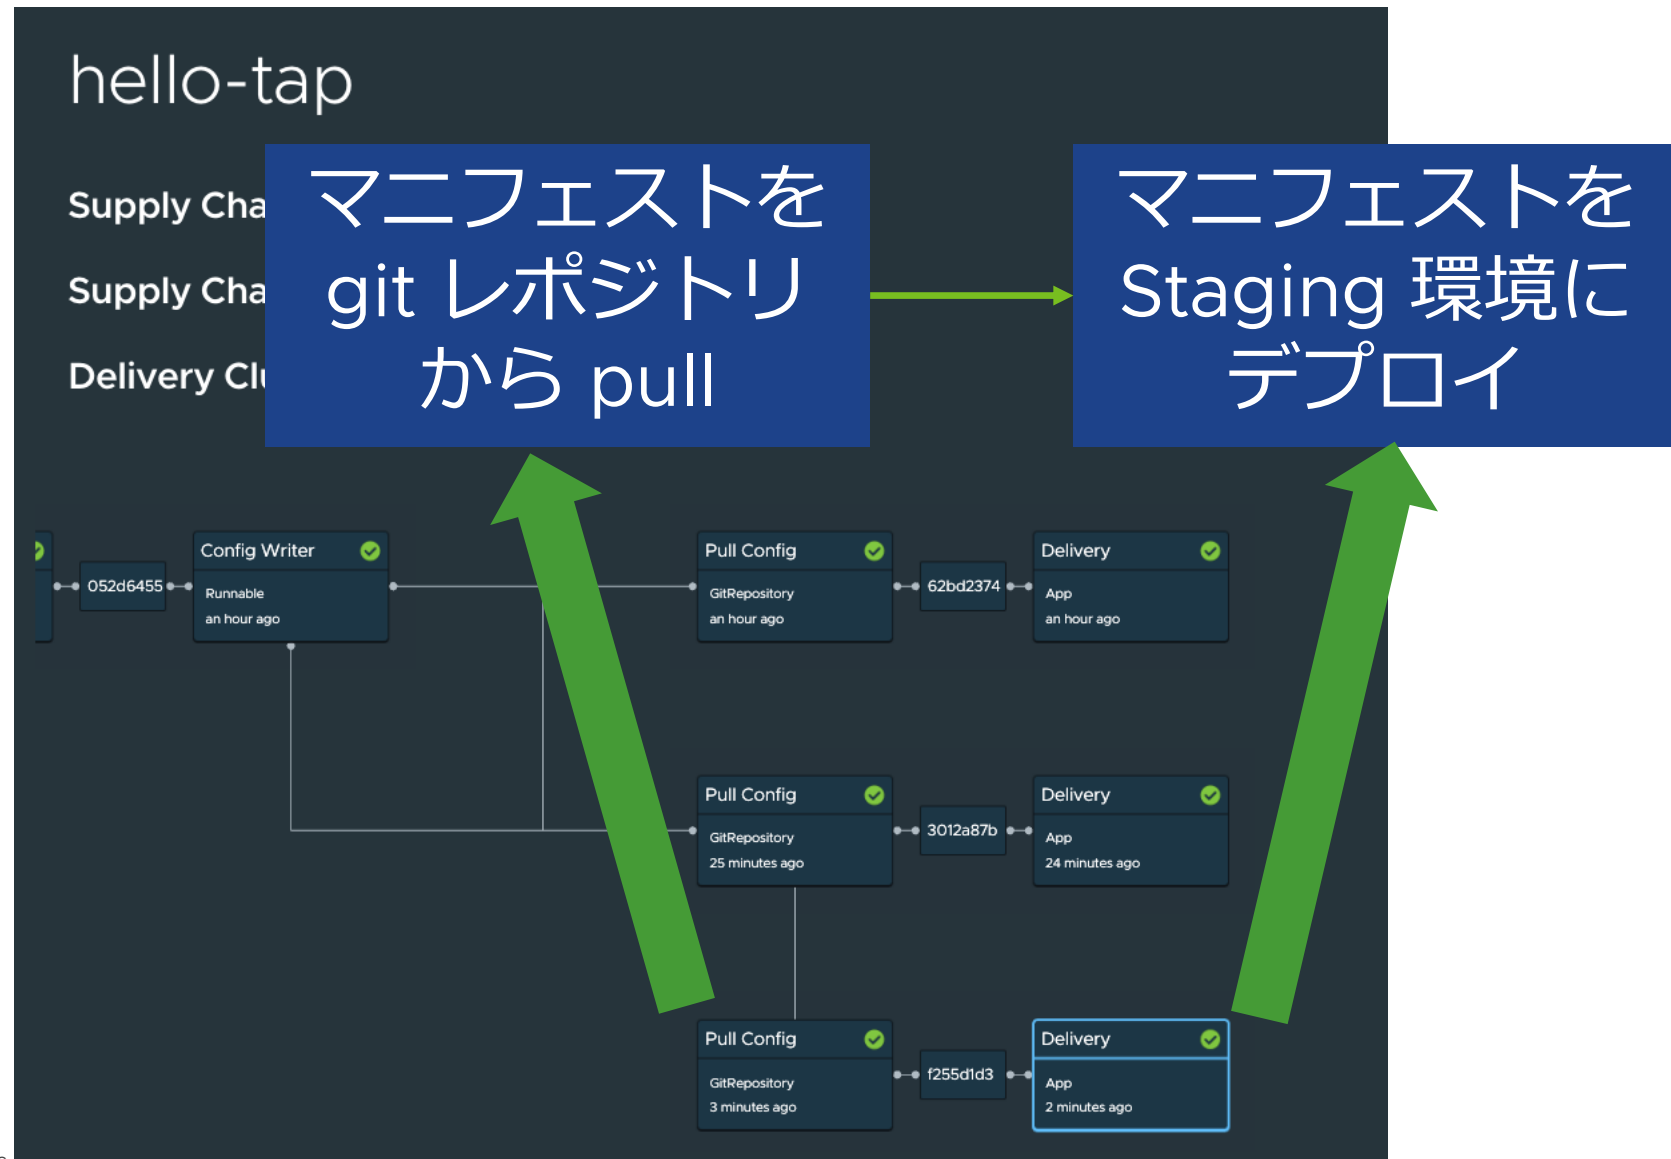 hello-tap
Supply Cha
Supply Cha
Delivery Clu
マニフェストを
git レポジトリ
から pull
マニフェストを
Staging 環境に
デプロイ
052d6455
Config Writer
Runnable
an hour ago
Pull Config
GitRepository
an hour ago
62bd2374
Delivery
App
an hour ago
Pull Config
GitRepository
25 minutes ago
3012a87b
Delivery
App
24 minutes ago
Pull Config
GitRepository
3 minutes ago
f255d1d3
Delivery
App
2 minutes ago